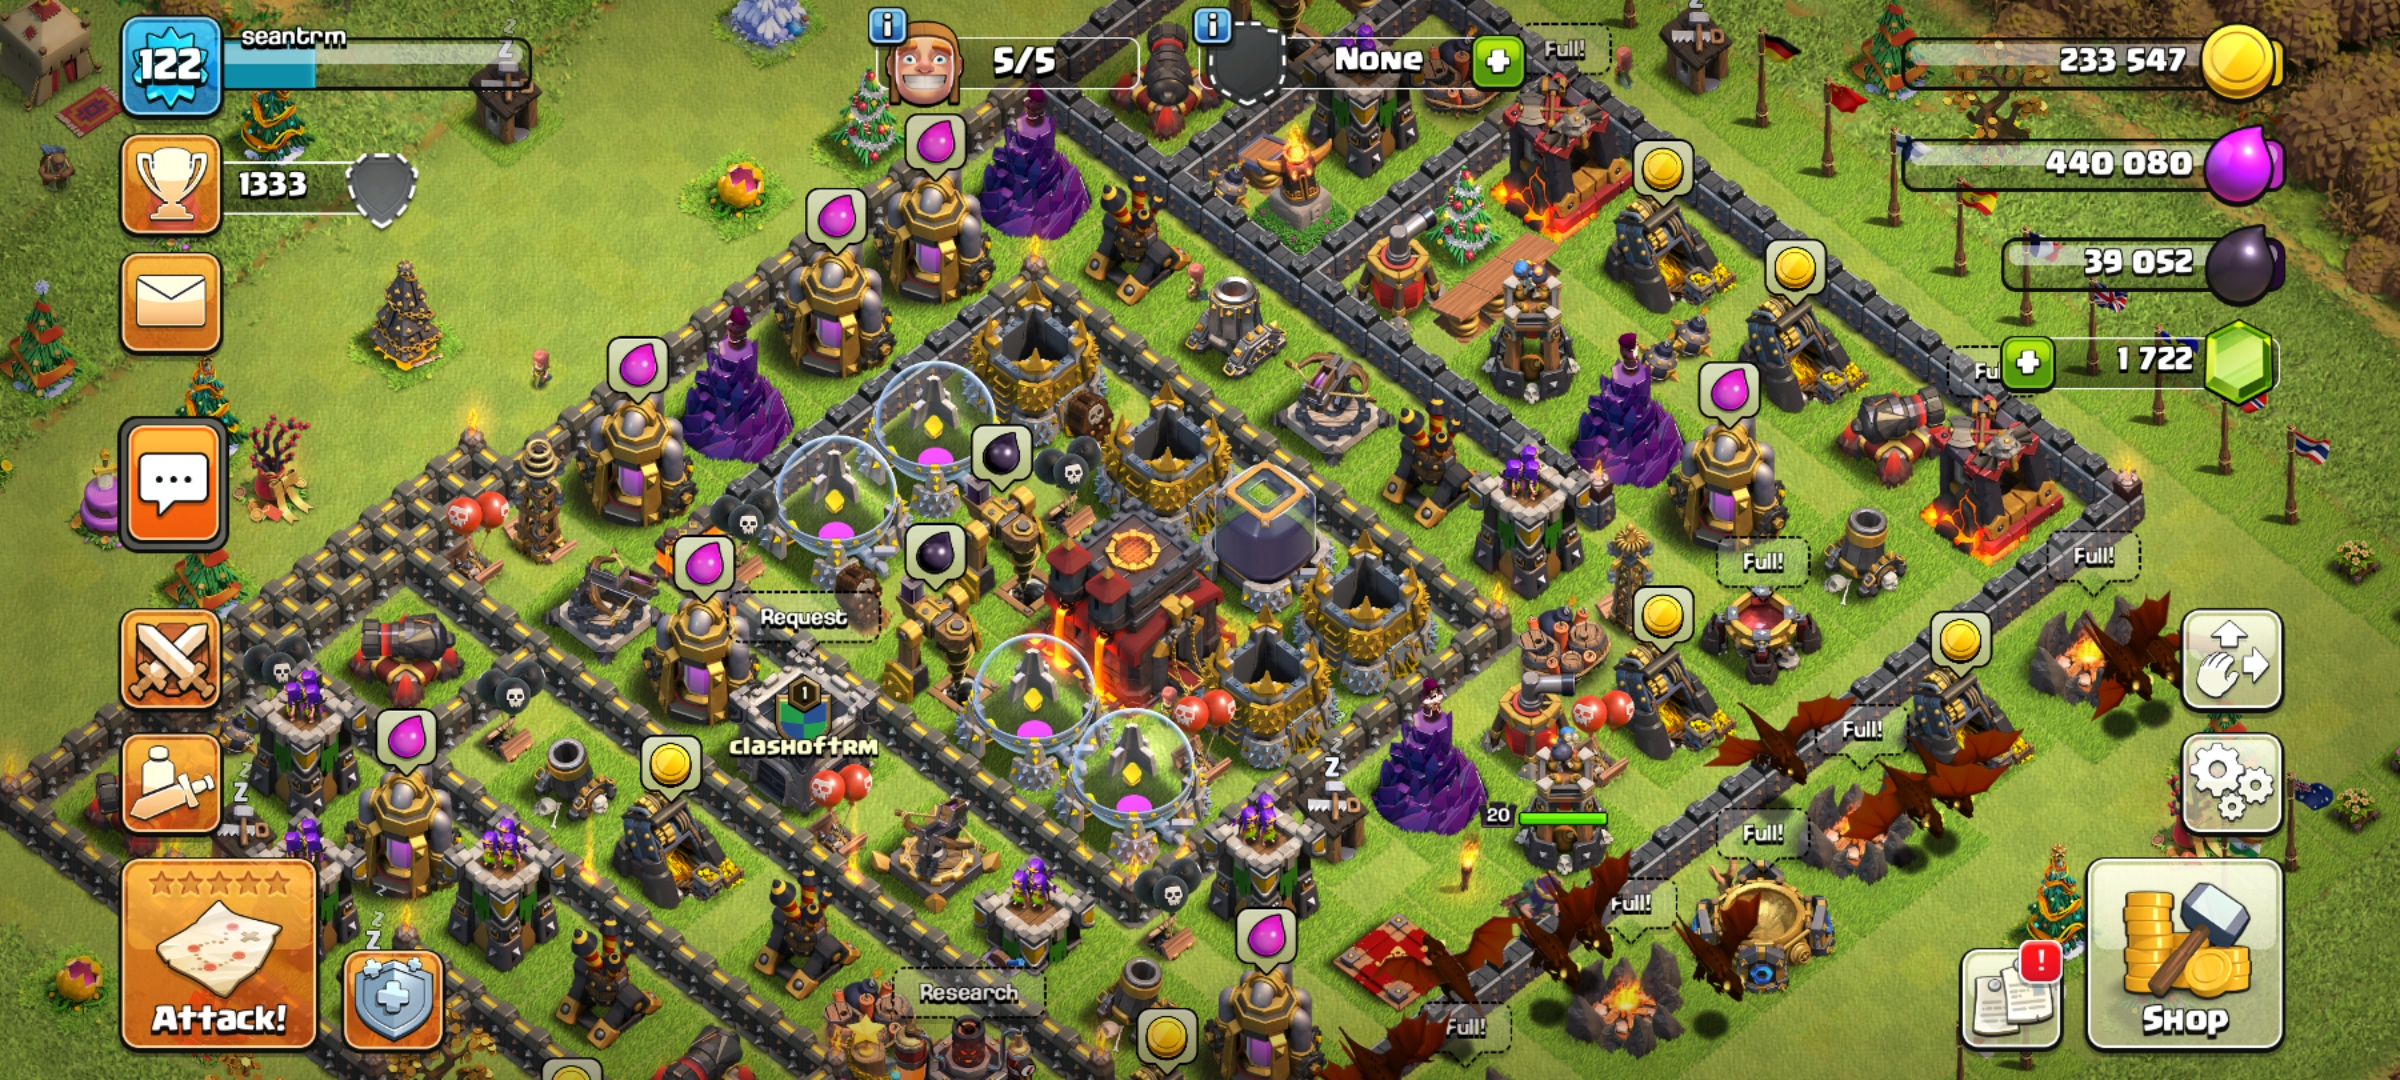 122
seantrm
5/5
None
Full!
233 547
1333
440 080
39 052
1 722
Full!
Full!
Request
1
clashoftrm
Full!
20
Full!
Full!
Research
Full!
Attack!
!
Shop